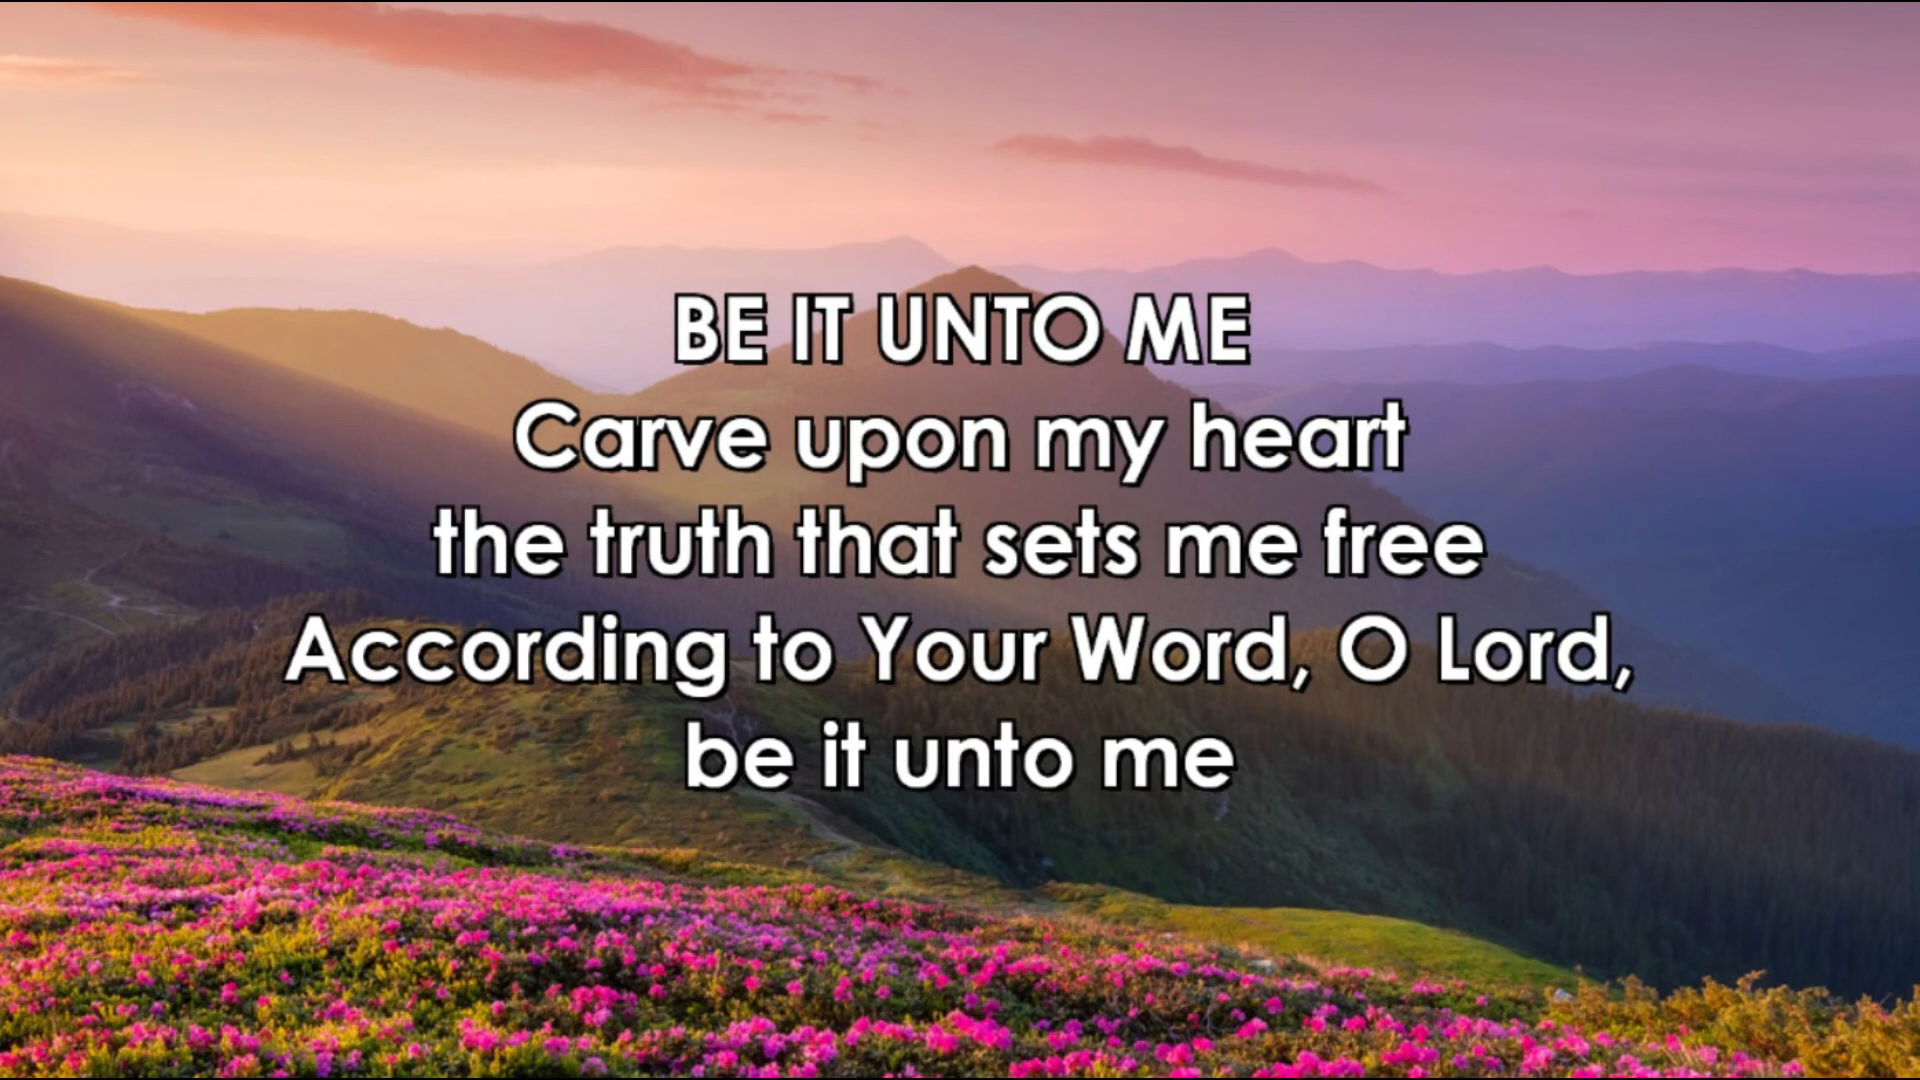 BE IT UNTO ME
Carve upon my heart
the truth that sets me free
According to Your Word, O Lord,
be it unto me